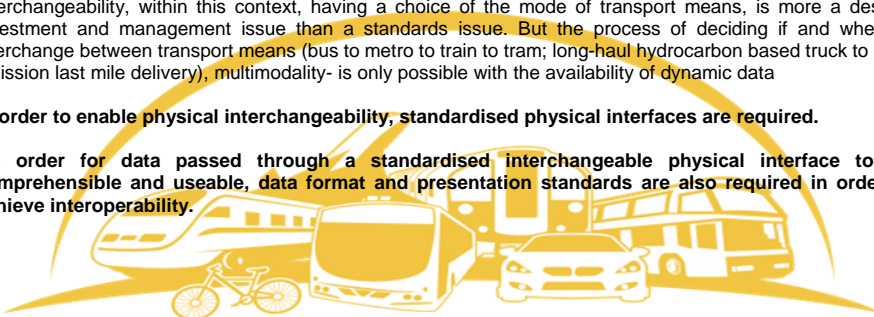 erchangeability, within this context, having a choice of the mode of transport means, is more a des
estment and management issue than a standards issue. But the process of deciding if and whe
erchange between transport means (bus to metro to train to tram; long-haul hydrocarbon based truck to
ission last mile delivery), multimodality- is only possible with the availability of dynamic data
order to enable physical interchangeability, standardised physical interfaces are required.
order for data passed through a standardised interchangeable physical interface to
mprehensible and useable, data format and presentation standards are also required in orde
hieve interoperability.